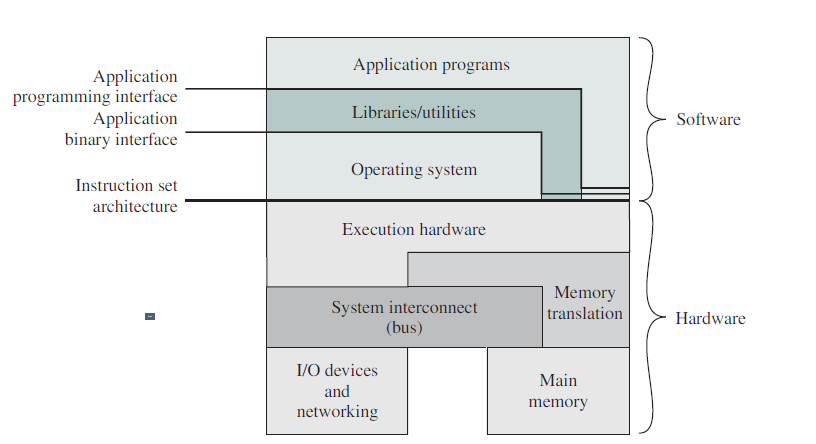 Application programs
Application
programming interface
Libraries/utilities
Application
binary interface
Software
Operating system
Instruction set
architecture
Execution hardware
Memory
translation
System interconnect
(bus)
Hardware
I/O devices
and
networking
Main
memory